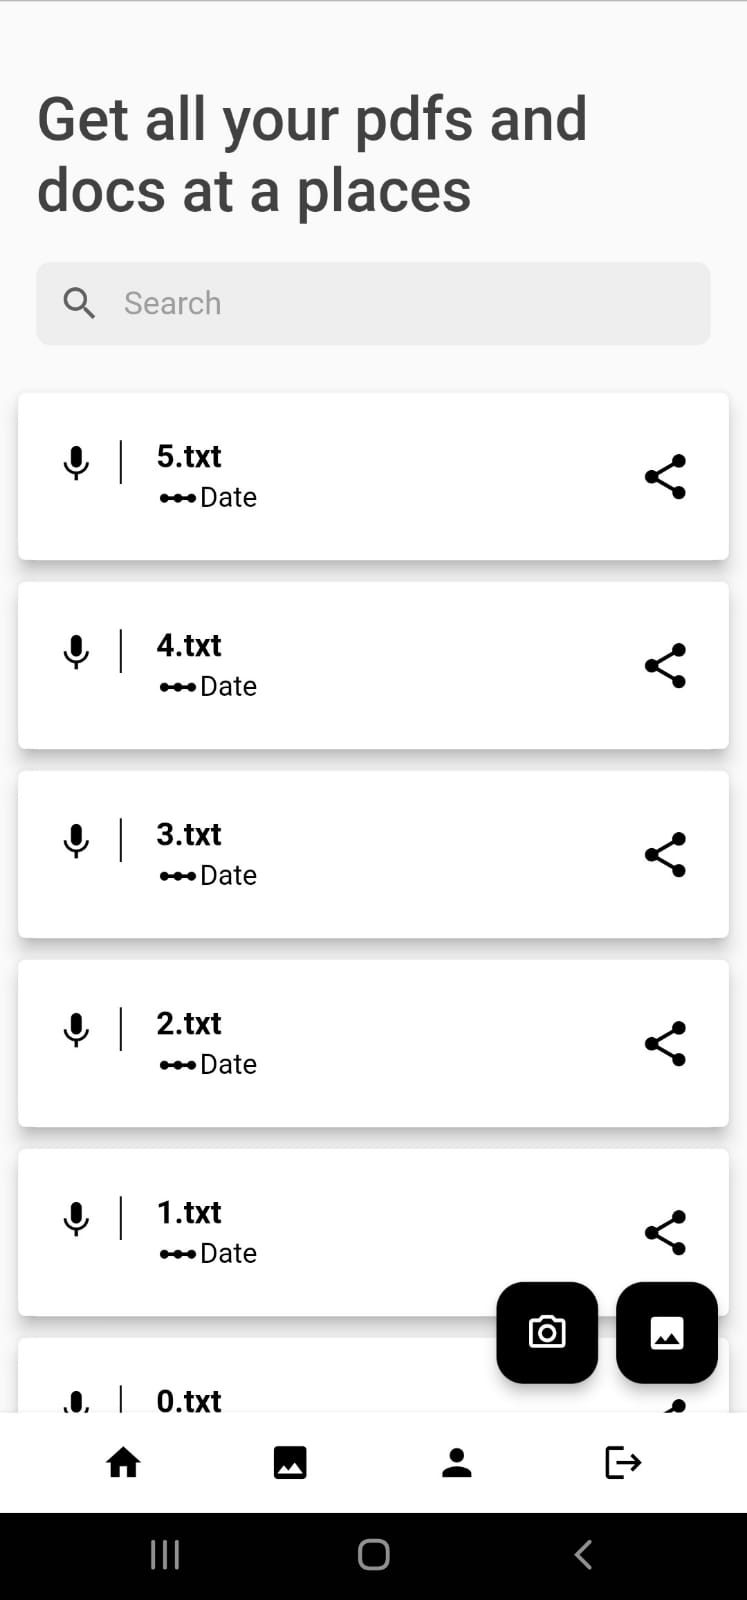 Get all your pdfs and
docs at a places
Search
5.txt
Date
4.txt
Date
3.txt
Date
2.txt
Date
1.txt
Date
0.txt